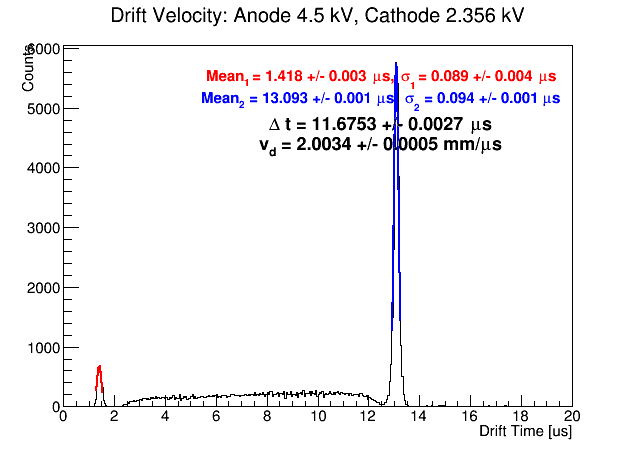 Drift Velocity: Anode 4.5 kV, Cathode 2.356 kV
Counts
6000
5000
4000
3000
2000
1000
0
Mean1 = 1.418 +/- 0.003 μs, σ1 = 0.089 +/- 0.004 μs
Mean2 = 13.093 +/- 0.001 μs, σ2 = 0.094 +/- 0.001 μs
Δ t = 11.6753 +/- 0.0027 μs
vd = 2.0034 +/- 0.0005 mm/μs
0 2 4 6 8 10 12 14 16 18 20
Drift Time [us]